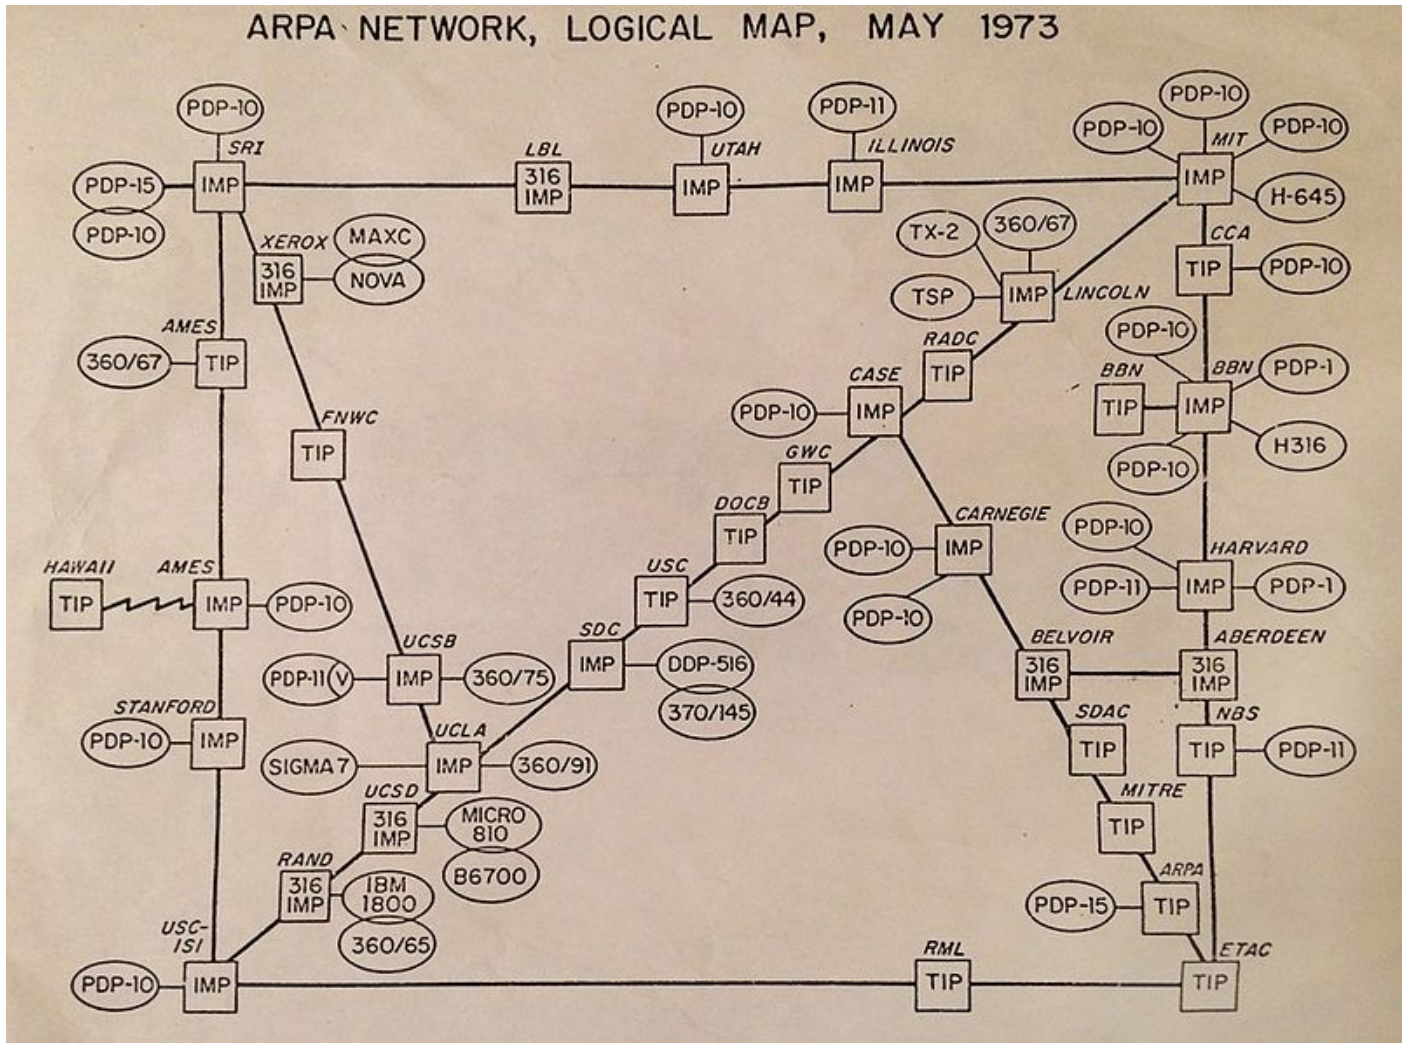 ARPA NETWORK, LOGICAL MAP, MAY 1973
PDP-10
SRI
PDP-15
IMP
PDP-10
LBL
316
IMP
PDP-10
UTAH
IMP
PDP-11
ILLINOIS
IMP
PDP-10
PDP-10
PDP-10
MIT
IMP
H-645
XEROX
316
IMP
MAXC
NOVA
TX-2
360/67
TSP
IMP
LINCOLN
CCA
TIP
PDP-10
AMES
360/67
TIP
RADC
TIP
PDP-10
BBN
TIP
BBN
IMP
PDP-1
H316
PDP-10
CASE
PDP-10
IMP
FNWC
TIP
GWC
TIP
DOCB
TIP
CARNEGIE
PDP-10
IMP
PDP-10
PDP-10
HARVARD
PDP-11
IMP
PDP-1
HAWAII
TIP
AMES
IMP
PDP-10
USC
TIP
360/44
SDC
IMP
DDP-516
370/145
UCSB
PDP-11 V
IMP
360/75
BELVOIR
316
IMP
ABERDEEN
316
IMP
STANFORD
PDP-10
IMP
UCLA
SIGMA 7
IMP
360/91
SDAC
TIP
NBS
TIP
PDP-11
UCSD
316
IMP
MICRO
810
B6700
MITRE
TIP
RAND
316
IMP
IBM
1800
360/65
ARPA
PDP-15
TIP
USC-
ISI
PDP-10
IMP
RML
TIP
ETAC
TIP